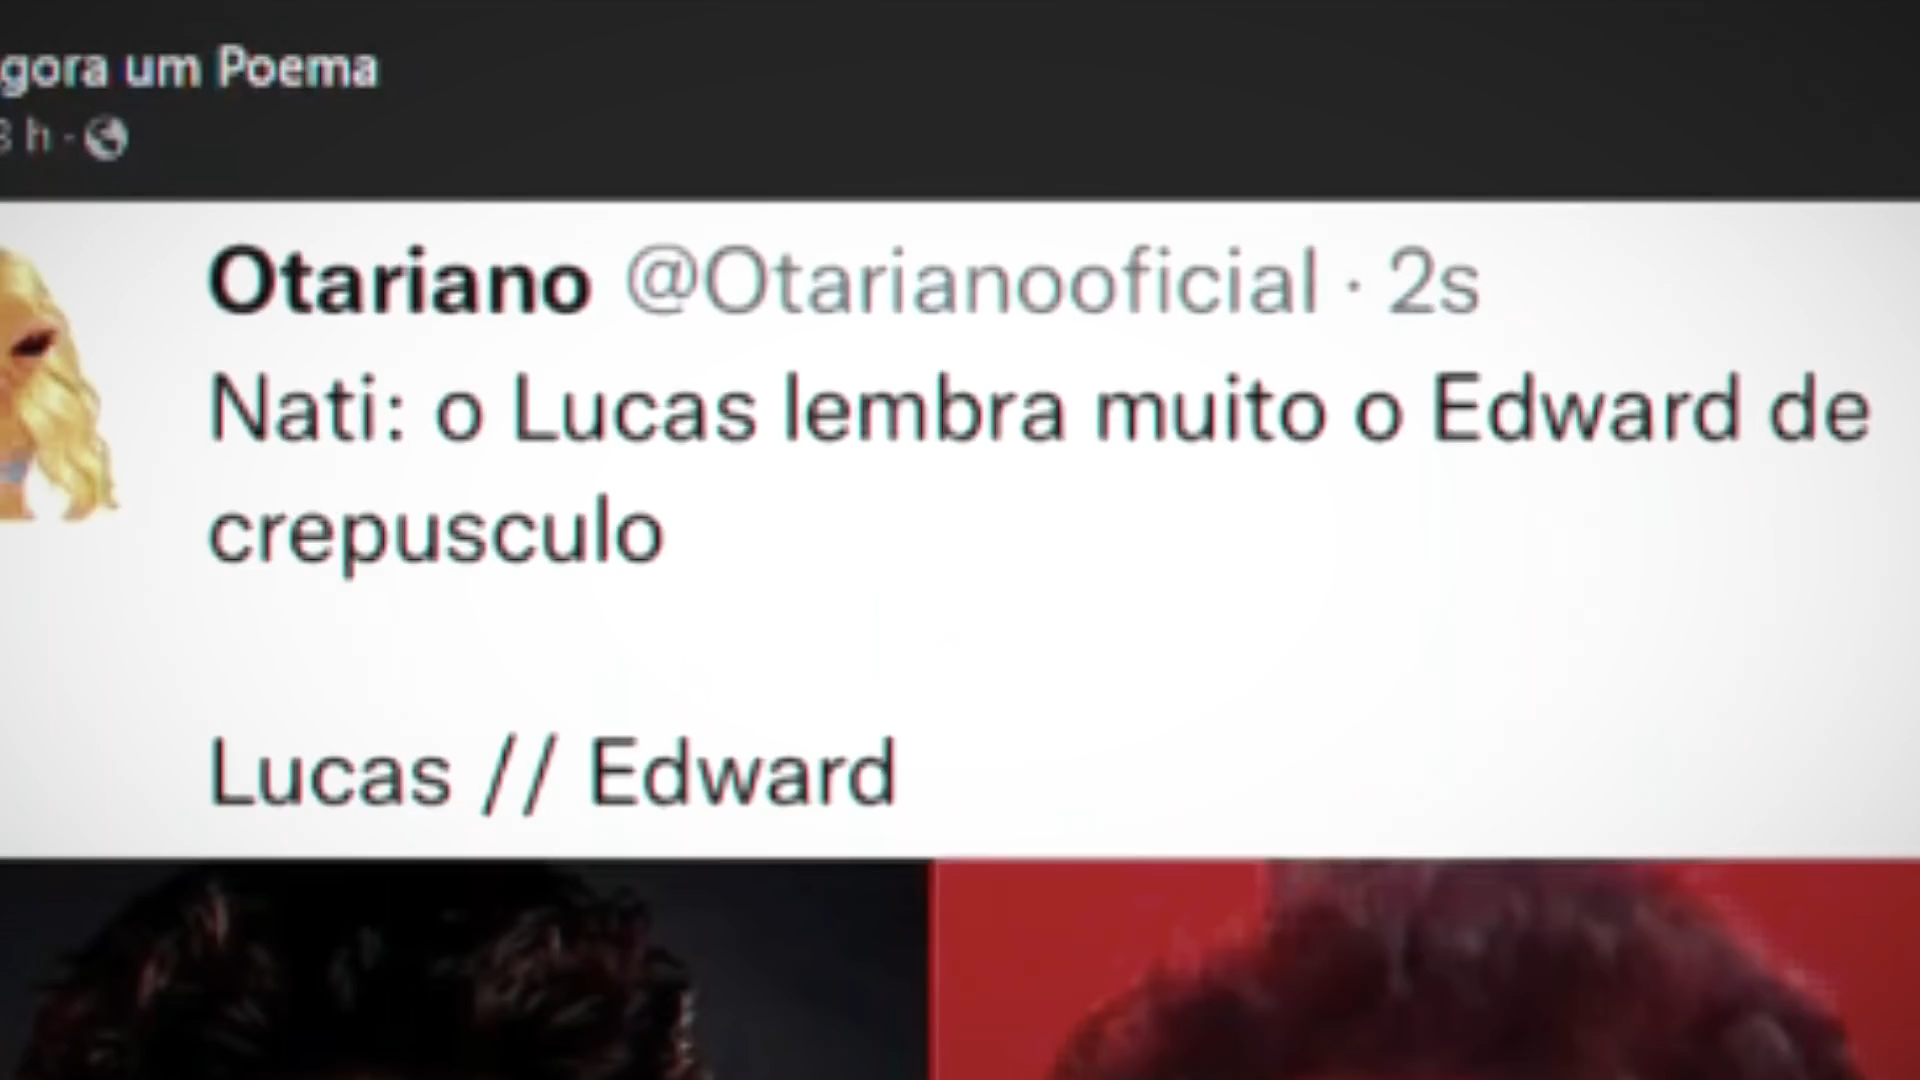 gora um Poema
h ·
Otariano @Otarianooficial · 2s
Nati: o Lucas lembra muito o Edward de
crepusculo
Lucas // Edward